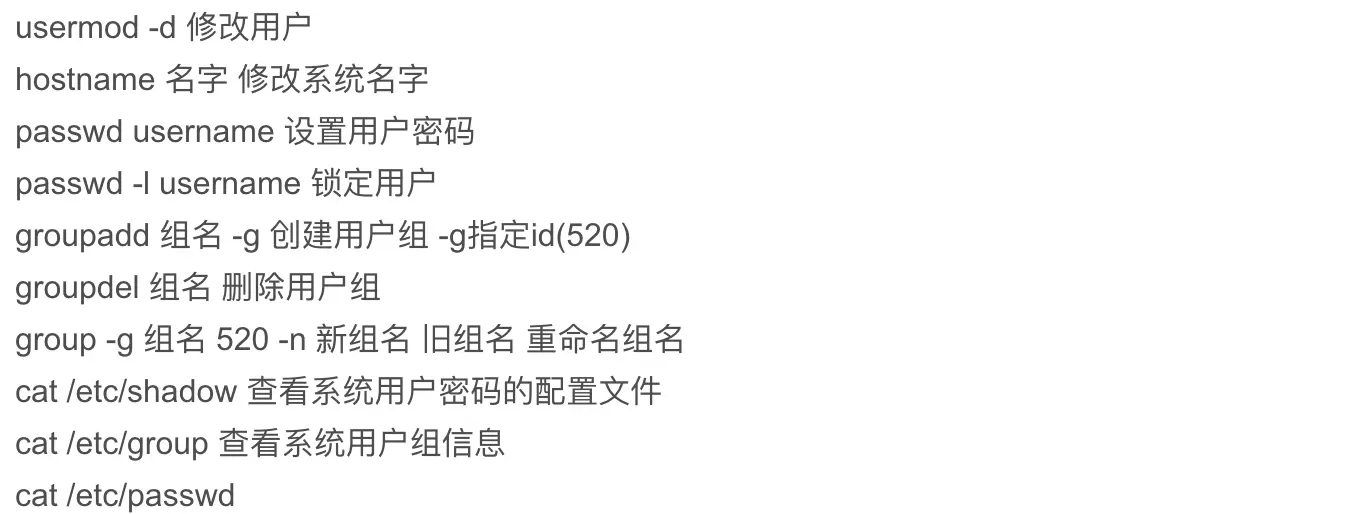 usermod -d 修改用户
hostname 名字 修改系统名字
passwd username 设置用户密码
passwd -l username 锁定用户
groupadd 组名 -g 创建用户组 -g指定id(520)
groupdel 组名 删除用户组
group -g 组名 520 -n 新组名 旧组名 重命名组名
cat /etc/shadow 查看系统用户密码的配置文件
cat /etc/group 查看系统用户组信息
cat /etc/passwd